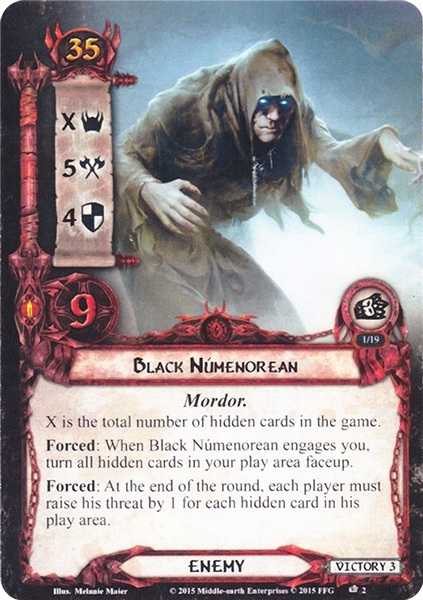 35
X
5
4
9
1/19
Black Númenorean
Mordor.
X is the total number of hidden cards in the game.
Forced: When Black Númenorean engages you,
turn all hidden cards in your play area faceup.
Forced: At the end of the round, each player must
raise his threat by 1 for each hidden card in his
play area.
ENEMY
VICTORY 3
Illus. Melanie Maier © 2015 Middle-earth Enterprises © 2015 FFG 2